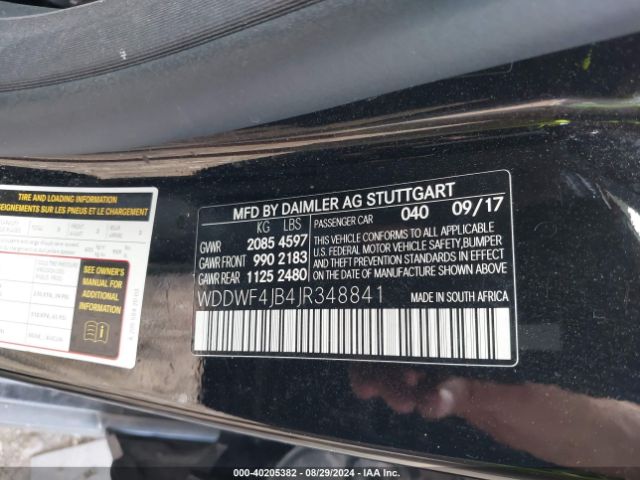 TIRE AND LOADING INFORMATION
SEIGNEMENTS SUR LES PNEUS ET LE CHARGEMENT
SEE OWNER'S
MANUAL FOR
ADDITIONAL
INFORMATION
MFD BY DAIMLER AG STUTTGART
KG LBS PASSENGER CAR 040 09/17
GVWR 2085 4597
GAWR FRONT 990 2183
GAWR REAR 1125 2480
THIS VEHICLE CONFORMS TO ALL APPLICABLE
U.S. FEDERAL MOTOR VEHICLE SAFETY,BUMPER
AND THEFT PREVENTION STANDARDS IN EFFECT
ON THE DATE OF MANUFACTURE SHOWN ABOVE
WDDWF4JB4JR348841 MADE IN SOUTH AFRICA
000-40205382 - 08/29/2024 - IAA Inc.